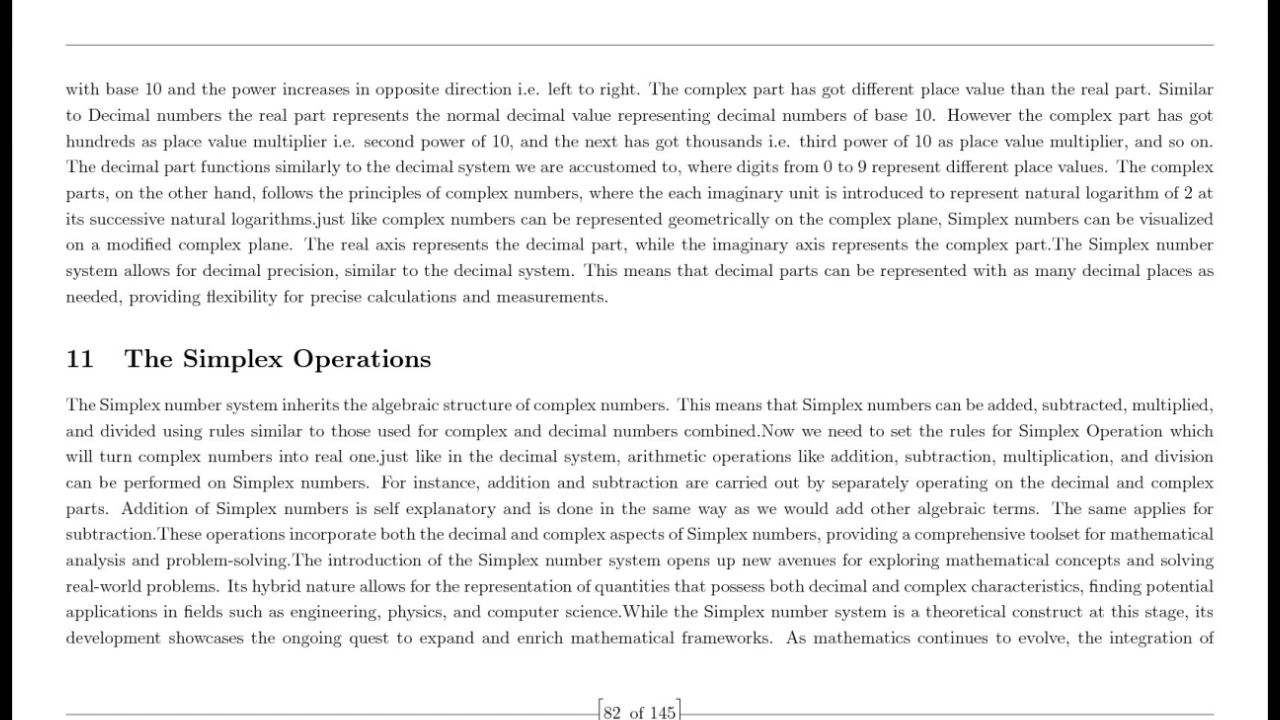 with base 10 and the power increases in opposite direction i.e. left to right. The complex part has got different place value than the real part. Similar
to Decimal numbers the real part represents the normal decimal value representing decimal numbers of base 10. However the complex part has got
hundreds as place value multiplier i.e. second power of 10, and the next has got thousands i.e. third power of 10 as place value multiplier, and so on.
The decimal part functions similarly to the decimal system we are accustomed to, where digits from 0 to 9 represent different place values. The complex
parts, on the other hand, follows the principles of complex numbers, where the each imaginary unit is introduced to represent natural logarithm of 2 at
its successive natural logarithms.just like complex numbers can be represented geometrically on the complex plane, Simplex numbers can be visualized
on a modified complex plane. The real axis represents the decimal part, while the imaginary axis represents the complex part.The Simplex number
system allows for decimal precision, similar to the decimal system. This means that decimal parts can be represented with as many decimal places as
needed, providing flexibility for precise calculations and measurements.
11 The Simplex Operations
The Simplex number system inherits the algebraic structure of complex numbers. This means that Simplex numbers can be added, subtracted, multiplied,
and divided using rules similar to those used for complex and decimal numbers combined.Now we need to set the rules for Simplex Operation which
will turn complex numbers into real one.just like in the decimal system, arithmetic operations like addition, subtraction, multiplication, and division
can be performed on Simplex numbers. For instance, addition and subtraction are carried out by separately operating on the decimal and complex
parts. Addition of Simplex numbers is self explanatory and is done in the same way as we would add other algebraic terms. The same applies for
subtraction.These operations incorporate both the decimal and complex aspects of Simplex numbers, providing a comprehensive toolset for mathematical
analysis and problem-solving.The introduction of the Simplex number system opens up new avenues for exploring mathematical concepts and solving
real-world problems. Its hybrid nature allows for the representation of quantities that possess both decimal and complex characteristics, finding potential
applications in fields such as engineering, physics, and computer science.While the Simplex number system is a theoretical construct at this stage, its
development showcases the ongoing quest to expand and enrich mathematical frameworks. As mathematics continues to evolve, the integration of
[82 of 145]